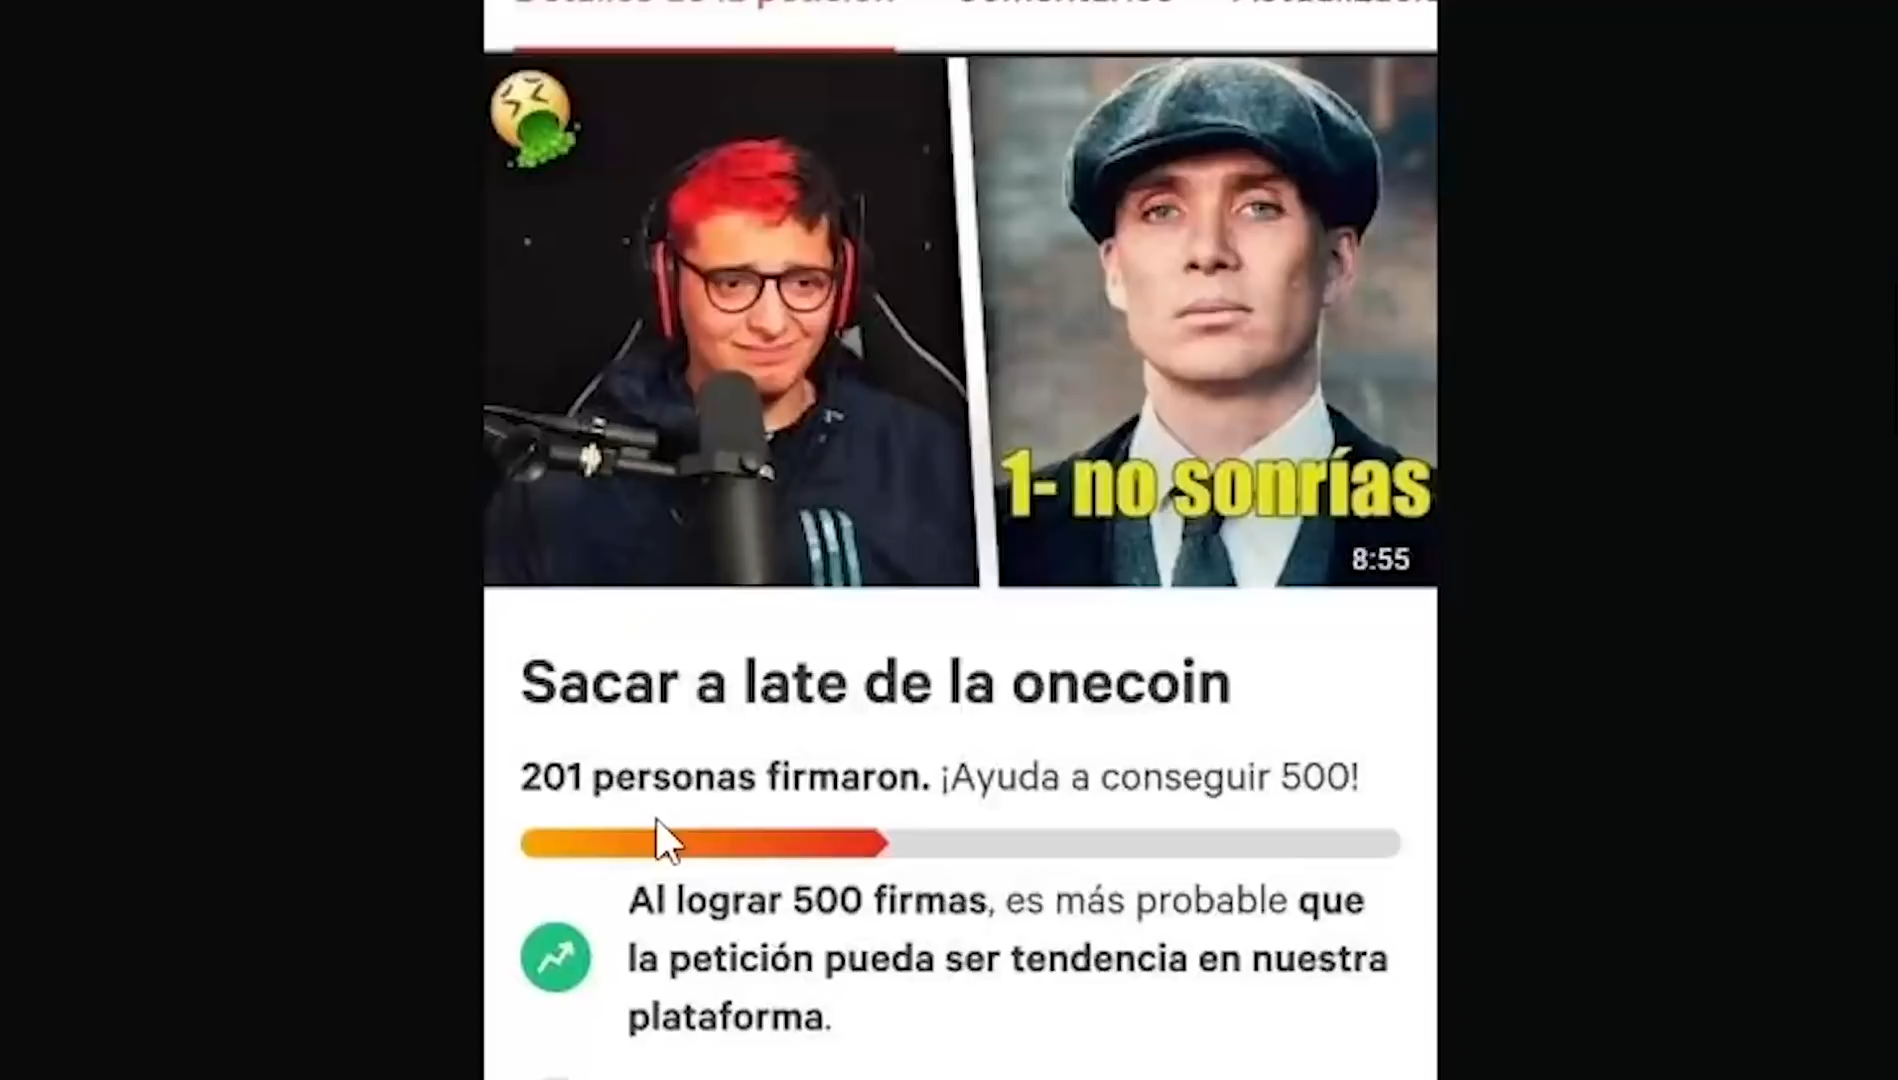 1- no sonrías
8:55
Sacar a late de la onecoin
201 personas firmaron. ¡Ayuda a conseguir 500!
Al lograr 500 firmas, es más probable que
la petición pueda ser tendencia en nuestra
plataforma.